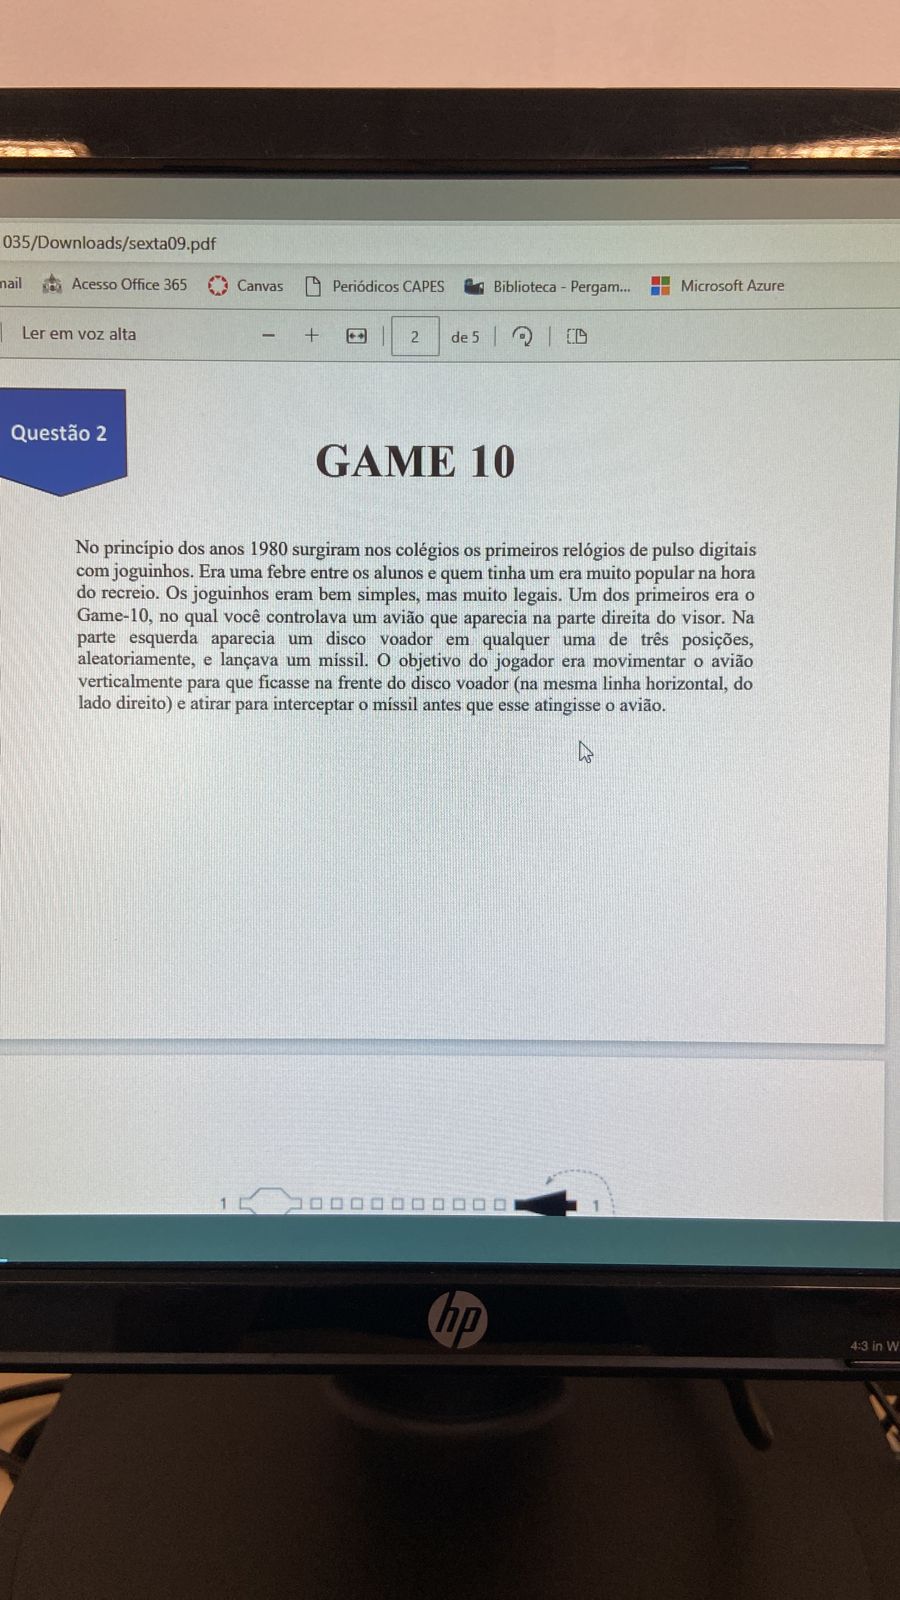 035/Downloads/sexta09.pdf
nail Acesso Office 365 Canvas Periódicos CAPES Biblioteca - Pergam... Microsoft Azure
Ler em voz alta − + 2 de 5
Questão 2
GAME 10
No princípio dos anos 1980 surgiram nos colégios os primeiros relógios de pulso digitais
com joguinhos. Era uma febre entre os alunos e quem tinha um era muito popular na hora
do recreio. Os joguinhos eram bem simples, mas muito legais. Um dos primeiros era o
Game-10, no qual você controlava um avião que aparecia na parte direita do visor. Na
parte esquerda aparecia um disco voador em qualquer uma de três posições,
aleatoriamente, e lançava um míssil. O objetivo do jogador era movimentar o avião
verticalmente para que ficasse na frente do disco voador (na mesma linha horizontal, do
lado direito) e atirar para interceptar o míssil antes que esse atingisse o avião.
1 1
hp
4:3 in W